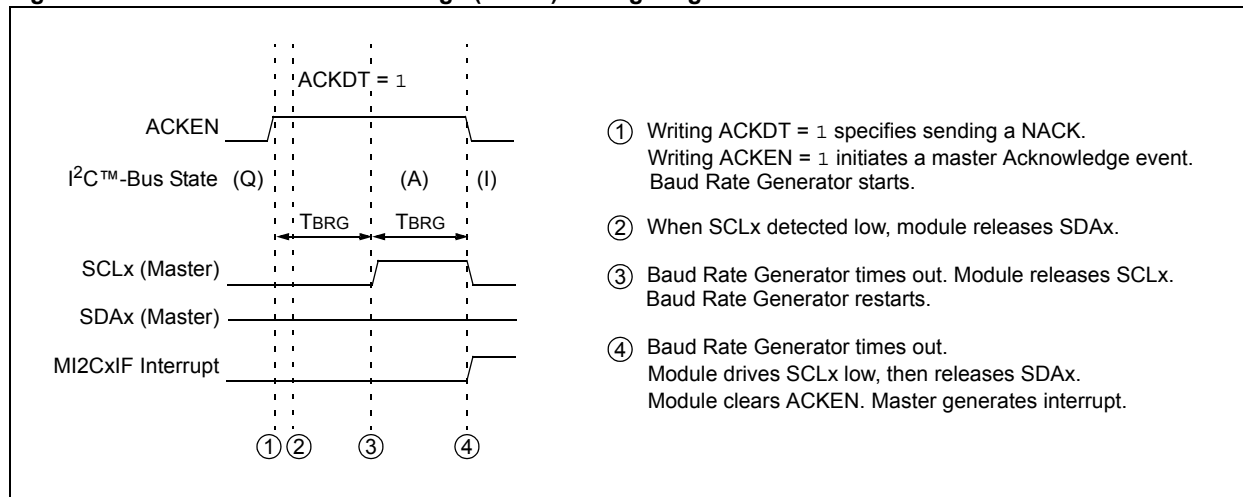 ACKDT = 1
ACKEN
I²C™-Bus State (Q) (A) (I)
TBRG TBRG
SCLx (Master)
SDAx (Master)
MI2CxIF Interrupt
① ② ③ ④
① Writing ACKDT = 1 specifies sending a NACK.
Writing ACKEN = 1 initiates a master Acknowledge event.
Baud Rate Generator starts.
② When SCLx detected low, module releases SDAx.
③ Baud Rate Generator times out. Module releases SCLx.
Baud Rate Generator restarts.
④ Baud Rate Generator times out.
Module drives SCLx low, then releases SDAx.
Module clears ACKEN. Master generates interrupt.